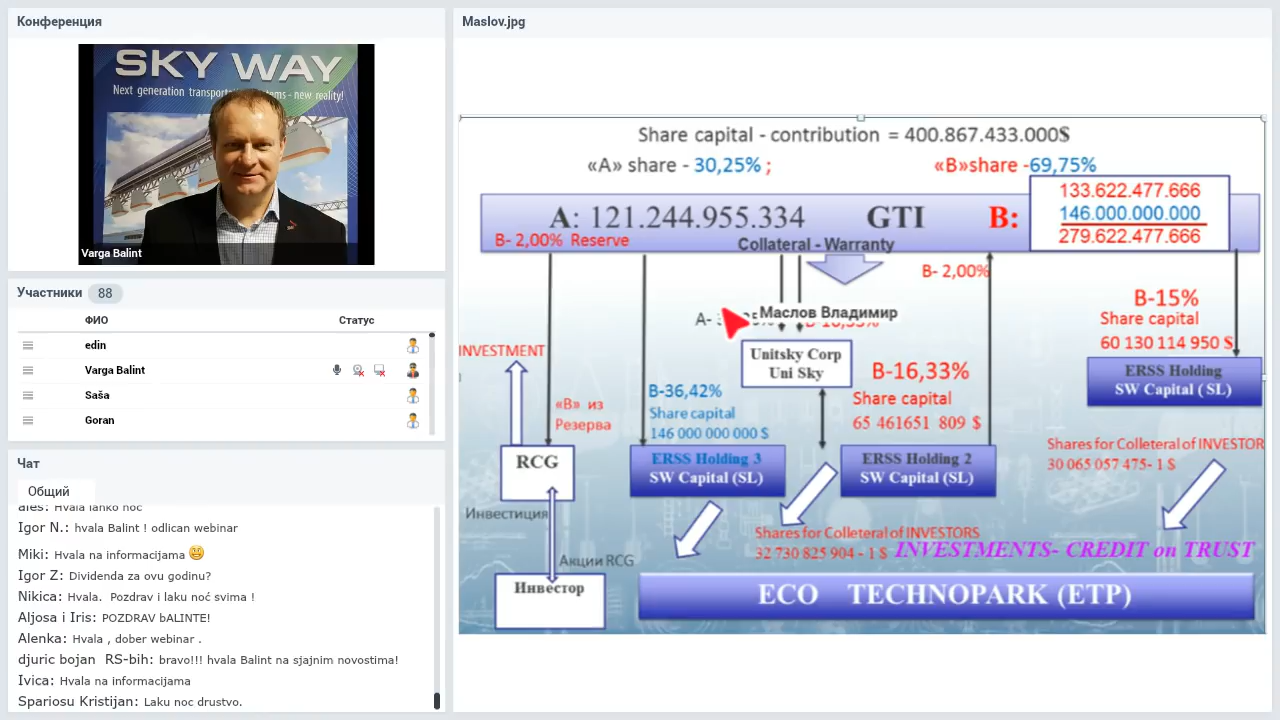 Конференция
SKY WAY
Next generation transportation systems - new reality!
Varga Balint
Участники 88
ФИО Статус
edin
Varga Balint
Saša
Goran
Чат
Общий
ales: Hvala lahko noc
Igor N.: hvala Balint ! odlican webinar
Miki: Hvala na informacijama
Igor Z: Dividenda za ovu godinu?
Nikica: Hvala. Pozdrav i laku noć svima !
Aljosa i Iris: POZDRAV bALINTE!
Alenka: Hvala , dober webinar .
djuric bojan RS-bih: bravo!!! hvala Balint na sjajnim novostima!
Ivica: Hvala na informacijama
Spariosu Kristijan: Laku noc drustvo.
Maslov.jpg
Share capital - contribution = 400.867.433.000$
«A» share - 30,25% ; «B»share -69,75%
A: 121.244.955.334 GTI B:
133.622.477.666
146.000.000.000
279.622.477.666
B- 2,00% Reserve
Collateral - Warranty
B- 2,00%
A-
Маслов Владимир
B-15%
Share capital
60 130 114 950 $
INVESTMENT
Unitsky Corp
Uni Sky
ERSS Holding
SW Capital ( SL)
B-36,42%
Share capital
146 000 000 000 $
B-16,33%
Share capital
65 461651 809 $
«B» из
Резерва
Shares for Colleteral of INVESTOR
30 065 057 475- 1 $
RCG
ERSS Holding 3
SW Capital (SL)
ERSS Holding 2
SW Capital (SL)
Инвестиция
Shares for Colleteral of INVESTORS
32 730 825 904 - 1 $
INVESTMENTS- CREDIT on TRUST
Акции RCG
Инвестор
ECO TECHNOPARK (ETP)